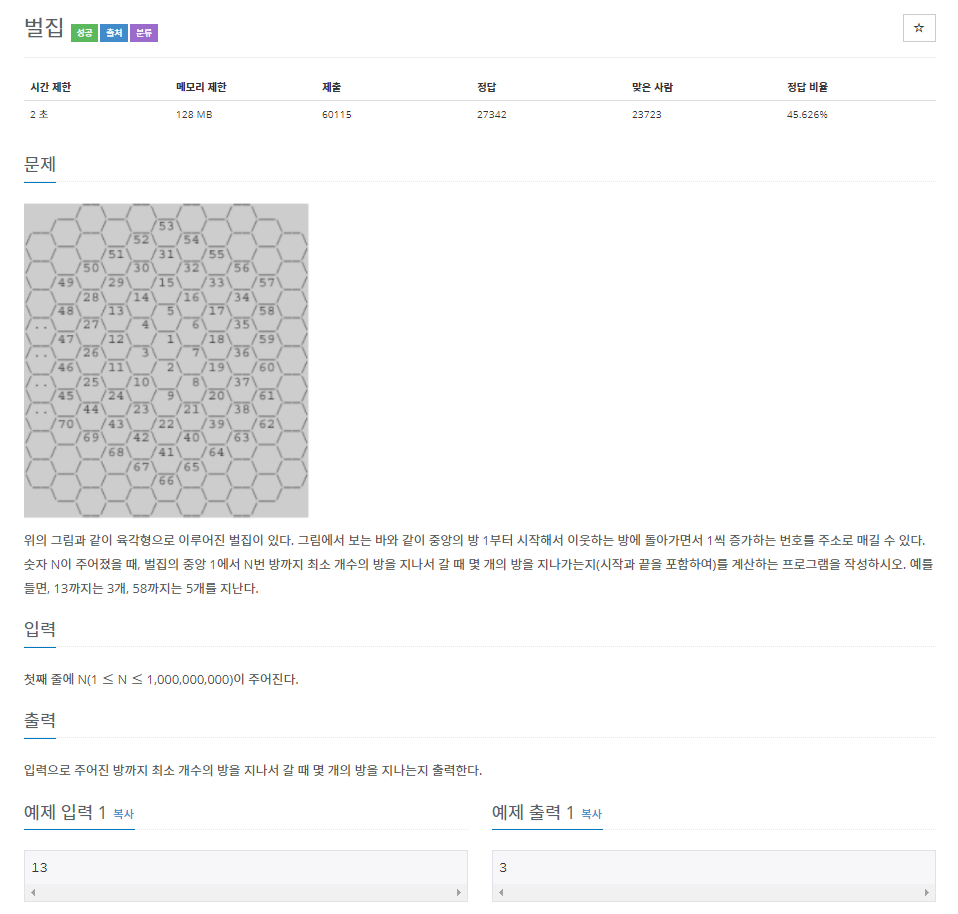 벌집 성공 출처 분류
☆
시간 제한 메모리 제한 제출 정답 맞은 사람 정답 비율
2 초 128 MB 60115 27342 23723 45.626%
문제
53
52 54
51 31 55
50 30 32 56
49 29 15 33 57
28 14 16 34
48 13 5 17 58
.. 27 4 6 35
47 12 1 18 59
.. 26 3 7 36
46 11 2 19 60
.. 25 10 8 37
45 24 9 20 61
.. 44 23 21 38
70 43 22 39 62
69 42 40 63
68 41 64
67 65
66
위의 그림과 같이 육각형으로 이루어진 벌집이 있다. 그림에서 보는 바와 같이 중앙의 방 1부터 시작해서 이웃하는 방에 돌아가면서 1씩 증가하는 번호를 주소로 매길 수 있다.
숫자 N이 주어졌을 때, 벌집의 중앙 1에서 N번 방까지 최소 개수의 방을 지나서 갈 때 몇 개의 방을 지나가는지(시작과 끝을 포함하여)를 계산하는 프로그램을 작성하시오. 예를
들면, 13까지는 3개, 58까지는 5개를 지난다.
입력
첫째 줄에 N(1 ≤ N ≤ 1,000,000,000)이 주어진다.
출력
입력으로 주어진 방까지 최소 개수의 방을 지나서 갈 때 몇 개의 방을 지나는지 출력한다.
예제 입력 1 복사
13
예제 출력 1 복사
3